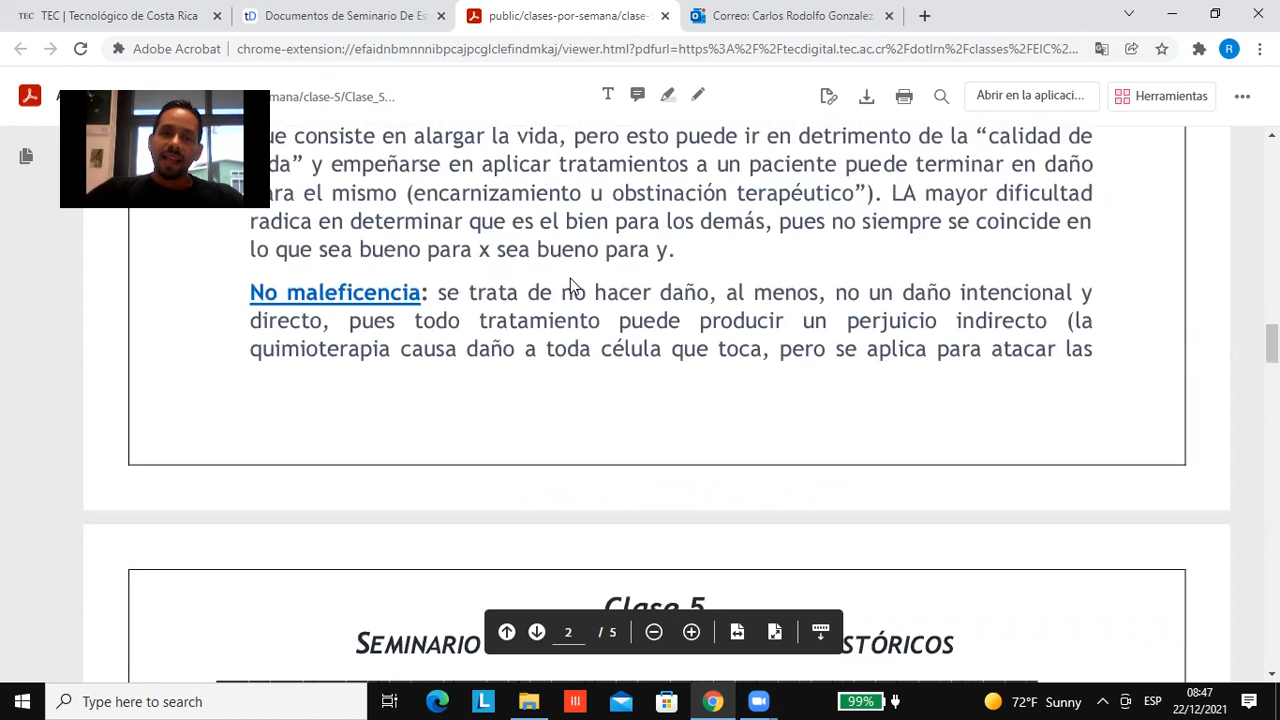 TEC | Tecnológico de Costa Rica
Documentos de Seminario De Es
public/clases-por-semana/clase-
Correo: Carlos Rodolfo Gonzalez
Adobe Acrobat
chrome-extension://efaidnbmnnnibpcajpcglclefindmkaj/viewer.html?pdfurl=https%3A%2F%2Ftecdigital.tec.ac.cr%2Fdotlrn%2Fclasses%2FEIC%2...
R
mana/clase-5/Clase_5...
Abrir en la aplicaci...
Herramientas
ue consiste en alargar la vida, pero esto puede ir en detrimento de la “calidad de
da” y empeñarse en aplicar tratamientos a un paciente puede terminar en daño
ara el mismo (encarnizamiento u obstinación terapéutico”). LA mayor dificultad
radica en determinar que es el bien para los demás, pues no siempre se coincide en
lo que sea bueno para x sea bueno para y.
No maleficencia: se trata de no hacer daño, al menos, no un daño intencional y
directo, pues todo tratamiento puede producir un perjuicio indirecto (la
quimioterapia causa daño a toda célula que toca, pero se aplica para atacar las
Clase 5
SEMINARIO
STÓRICOS
2 / 5
Type here to search
99%
72°F Sunny
ESP
08:47
22/12/2021